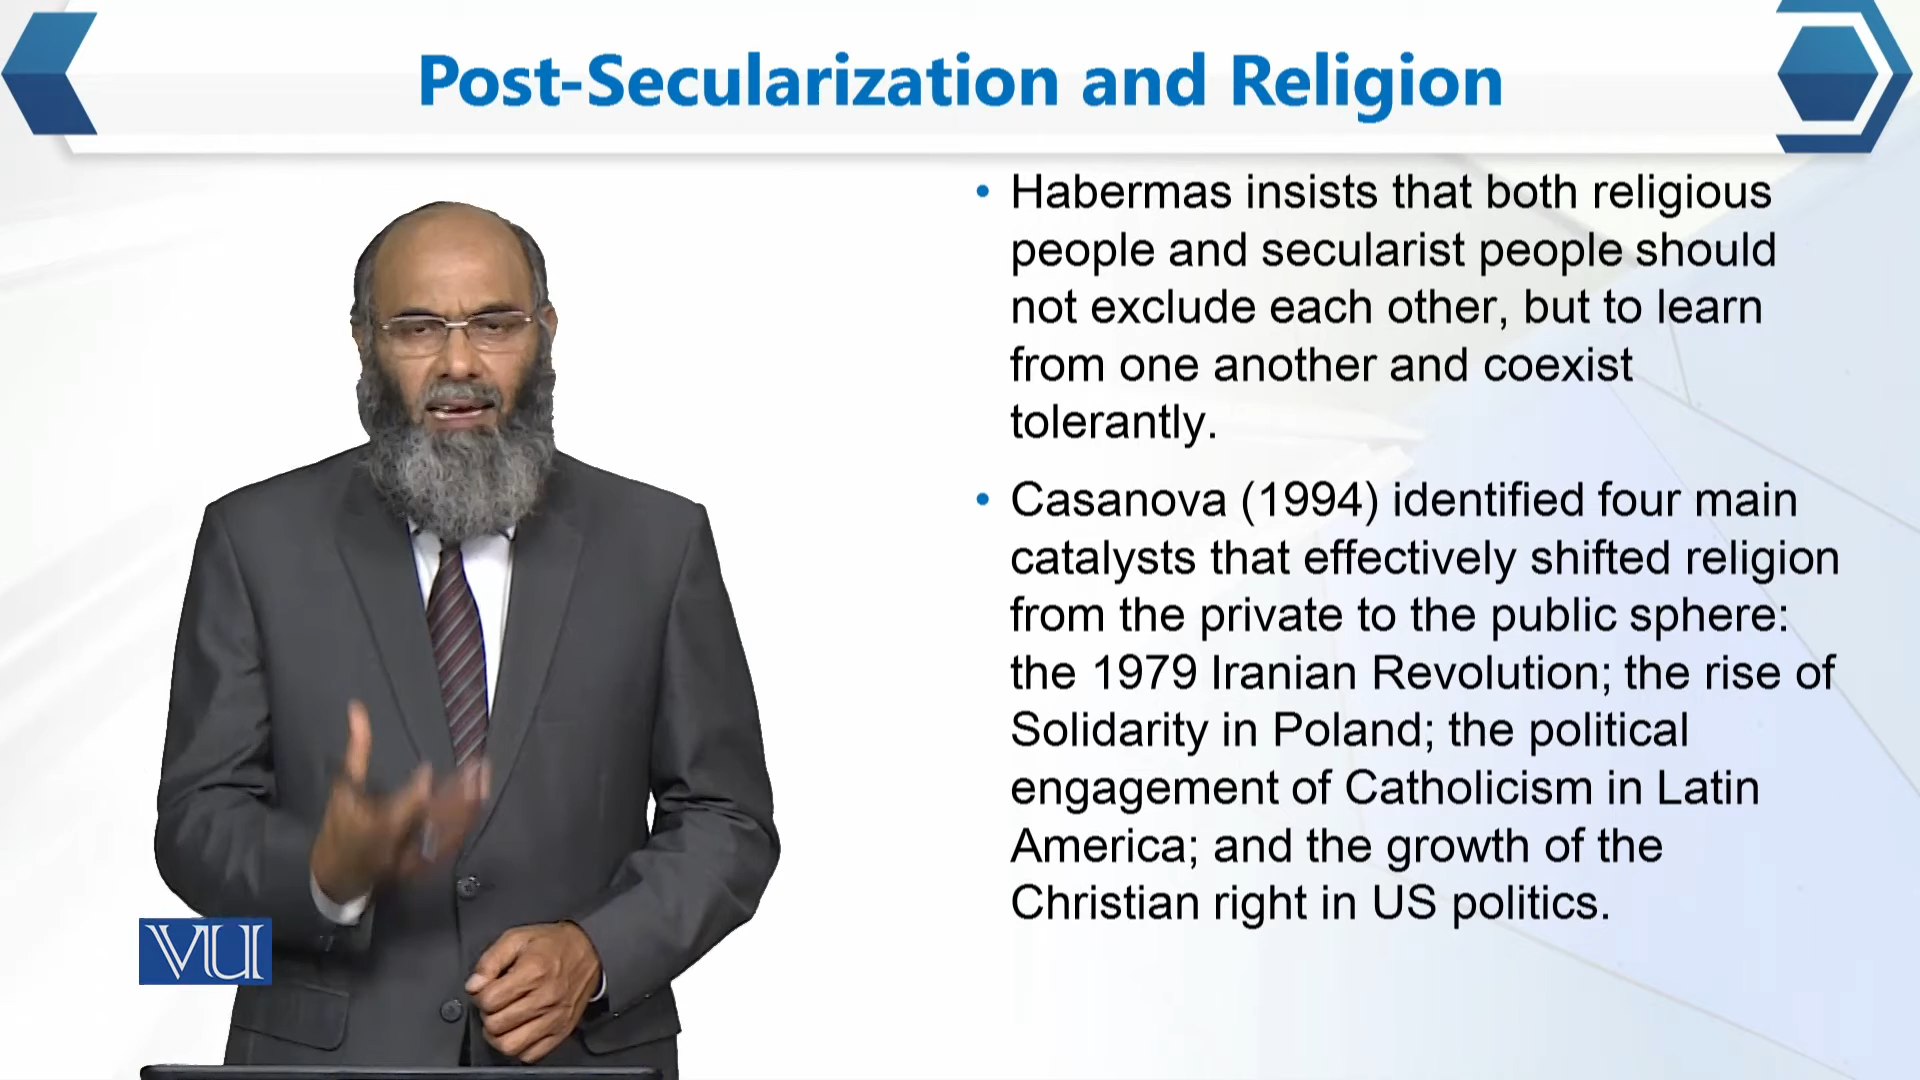 Post-Secularization and Religion
• Habermas insists that both religious
people and secularist people should
not exclude each other, but to learn
from one another and coexist
tolerantly.
• Casanova (1994) identified four main
catalysts that effectively shifted religion
from the private to the public sphere:
the 1979 Iranian Revolution; the rise of
Solidarity in Poland; the political
engagement of Catholicism in Latin
America; and the growth of the
Christian right in US politics.
VU